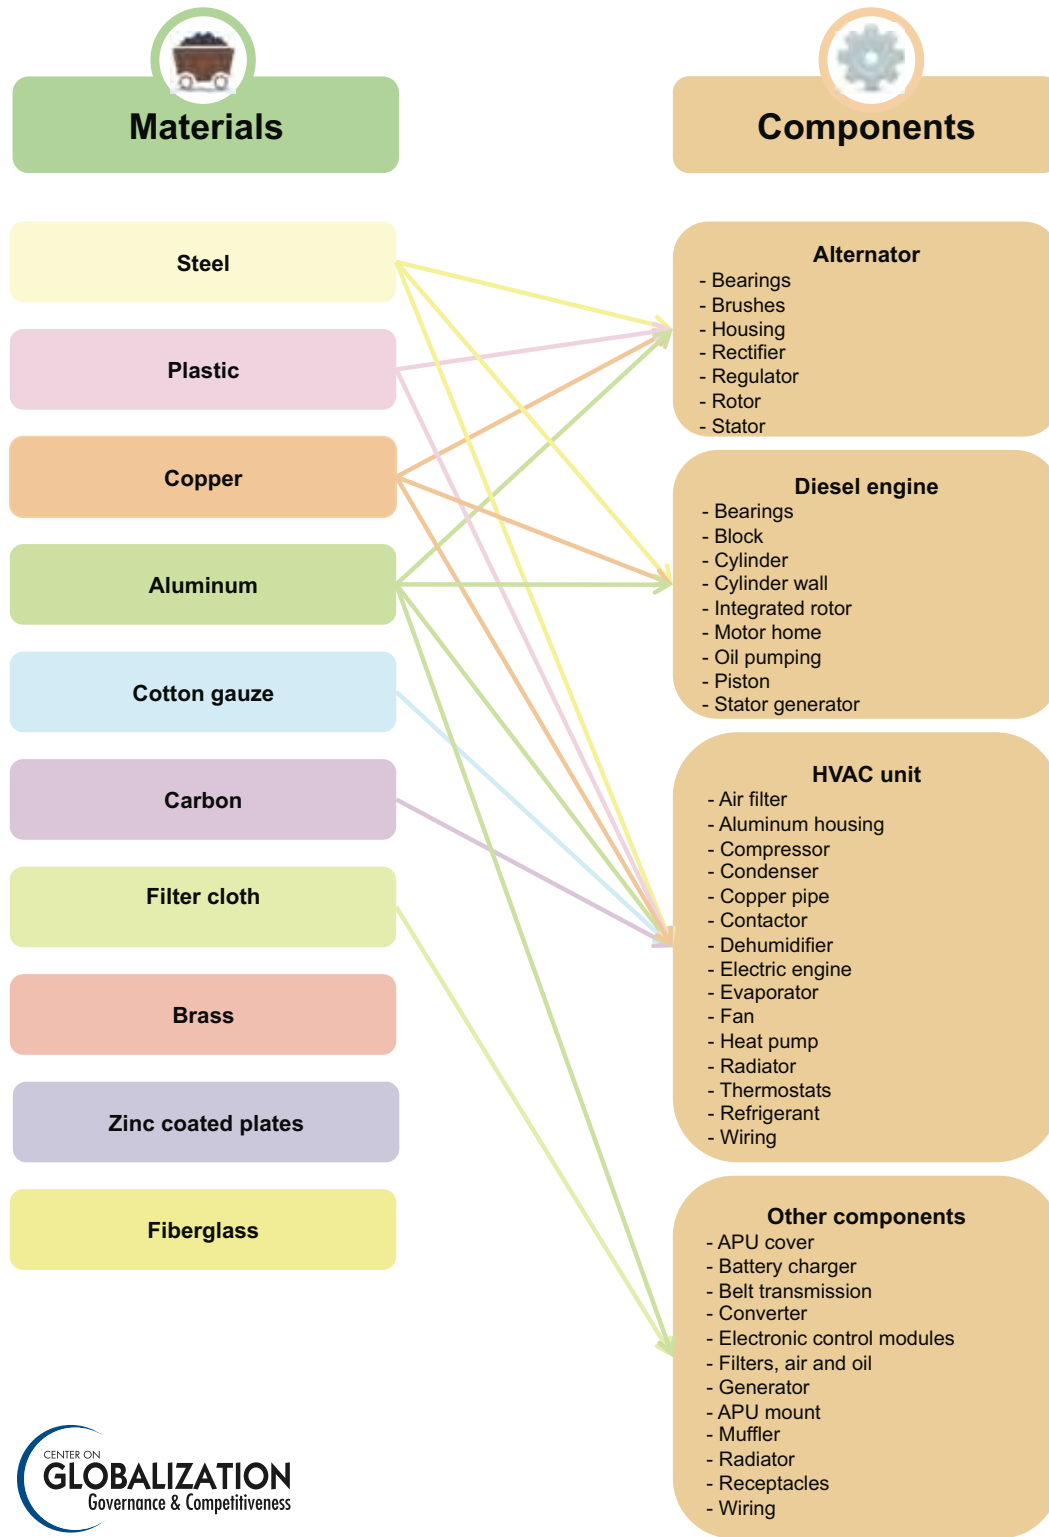 Materials
Components
Steel
Plastic
Copper
Aluminum
Cotton gauze
Carbon
Filter cloth
Brass
Zinc coated plates
Fiberglass
Alternator
- Bearings
- Brushes
- Housing
- Rectifier
- Regulator
- Rotor
- Stator
Diesel engine
- Bearings
- Block
- Cylinder
- Cylinder wall
- Integrated rotor
- Motor home
- Oil pumping
- Piston
- Stator generator
HVAC unit
- Air filter
- Aluminum housing
- Compressor
- Condenser
- Copper pipe
- Contactor
- Dehumidifier
- Electric engine
- Evaporator
- Fan
- Heat pump
- Radiator
- Thermostats
- Refrigerant
- Wiring
Other components
- APU cover
- Battery charger
- Belt transmission
- Converter
- Electronic control modules
- Filters, air and oil
- Generator
- APU mount
- Muffler
- Radiator
- Receptacles
- Wiring
CENTER ON
GLOBALIZATION
Governance & Competitiveness